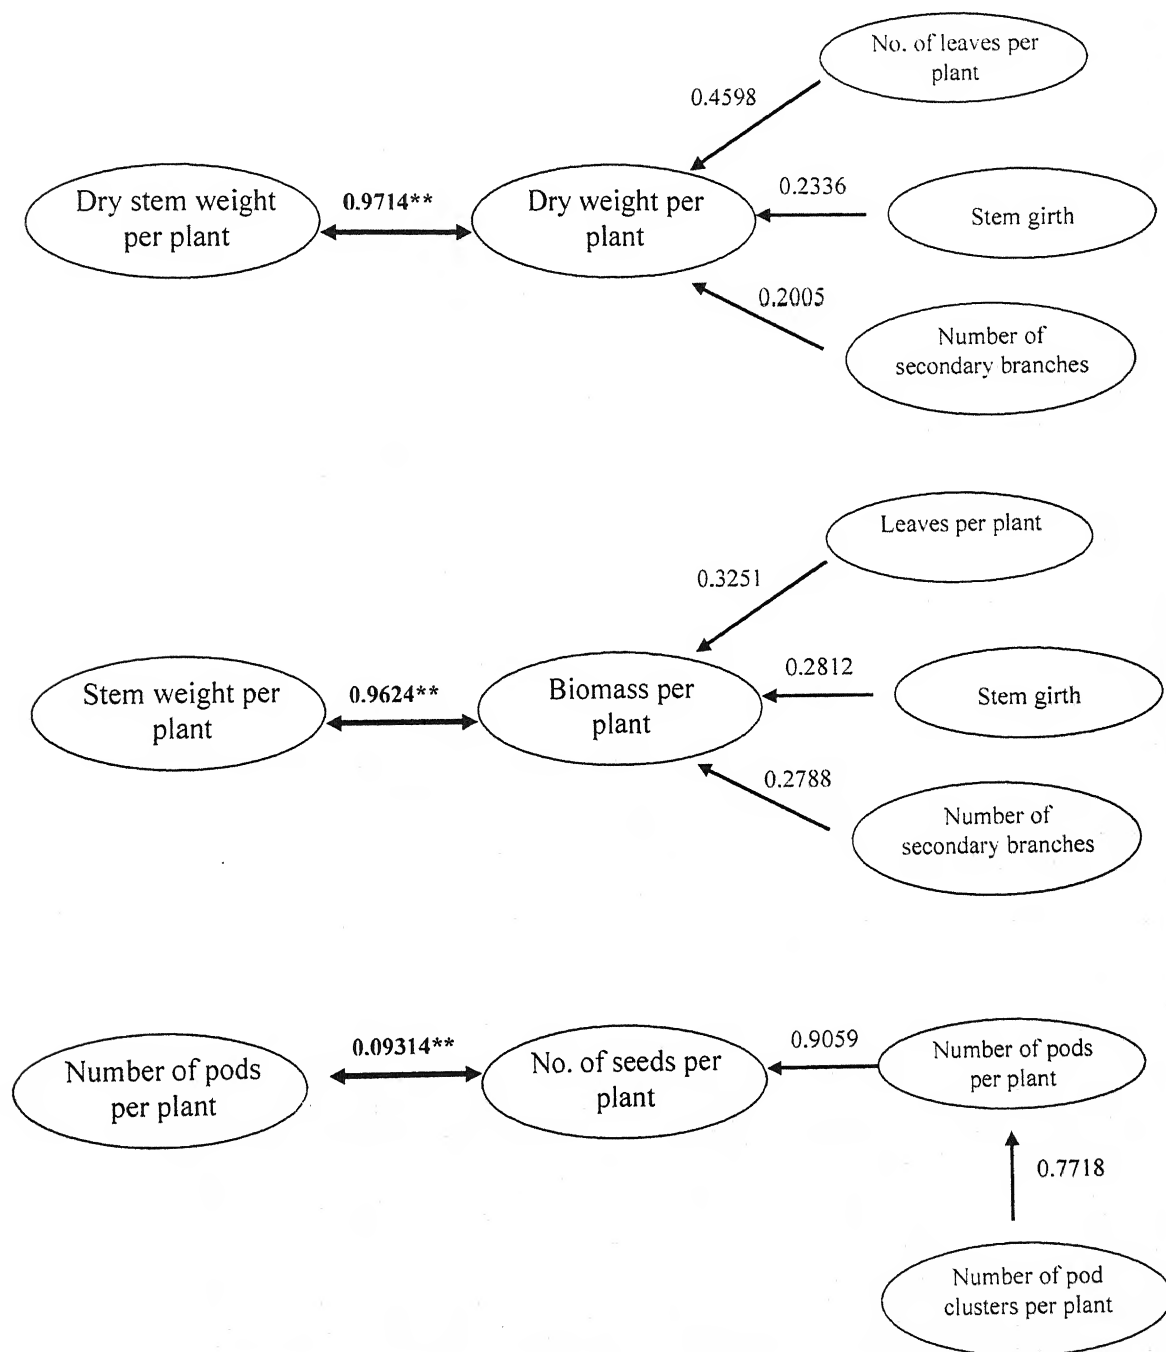 No. of leaves per
plant
0.4598
Dry stem weight
per plant
0.9714**
Dry weight per
plant
0.2336
Stem girth
0.2005
Number of
secondary branches
Leaves per plant
0.3251
Stem weight per
plant
0.9624**
Biomass per
plant
0.2812
Stem girth
0.2788
Number of
secondary branches
Number of pods
per plant
0.09314**
No. of seeds per
plant
0.9059
Number of pods
per plant
0.7718
Number of pod
clusters per plant